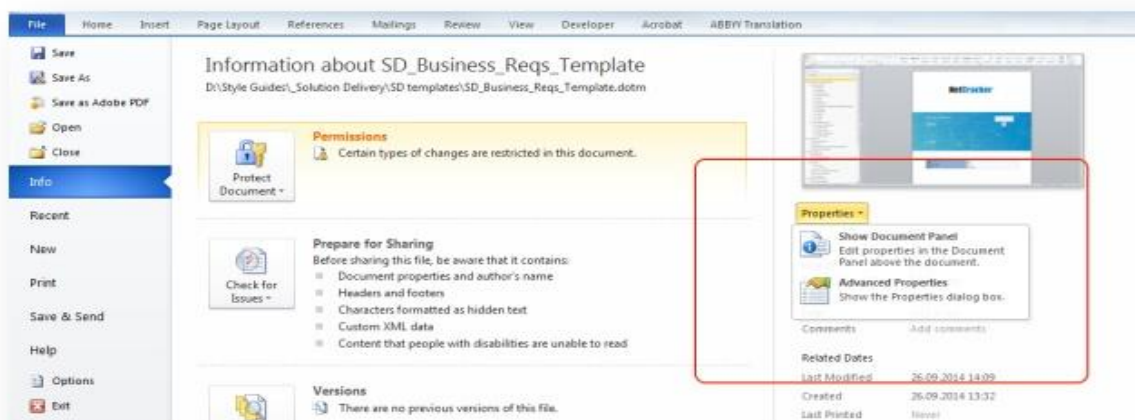 File Home Insert Page Layout References Mailings Review View Developer Acrobat ABBYY Translation
Save
Save As
Save as Adobe PDF
Open
Close
Info
Recent
New
Print
Save & Send
Help
Options
Exit
Information about SD_Business_Reqs_Template
D:\Style Guides\_Solution Delivery\SD templates\SD_Business_Reqs_Template.dotm
Protect
Document
Permissions
Certain types of changes are restricted in this document.
Check for
Issues
Prepare for Sharing
Before sharing this file, be aware that it contains:
Document properties and author's name
Headers and footers
Characters formatted as hidden text
Custom XML data
Content that people with disabilities are unable to read
Versions
There are no previous versions of this file.
NetCracker
Properties
Show Document Panel
Edit properties in the Document
Panel above the document.
Advanced Properties
Show the Properties dialog box.
Comments Add comments
Related Dates
Last Modified 26.09.2014 14:09
Created 26.09.2014 13:32
Last Printed Never